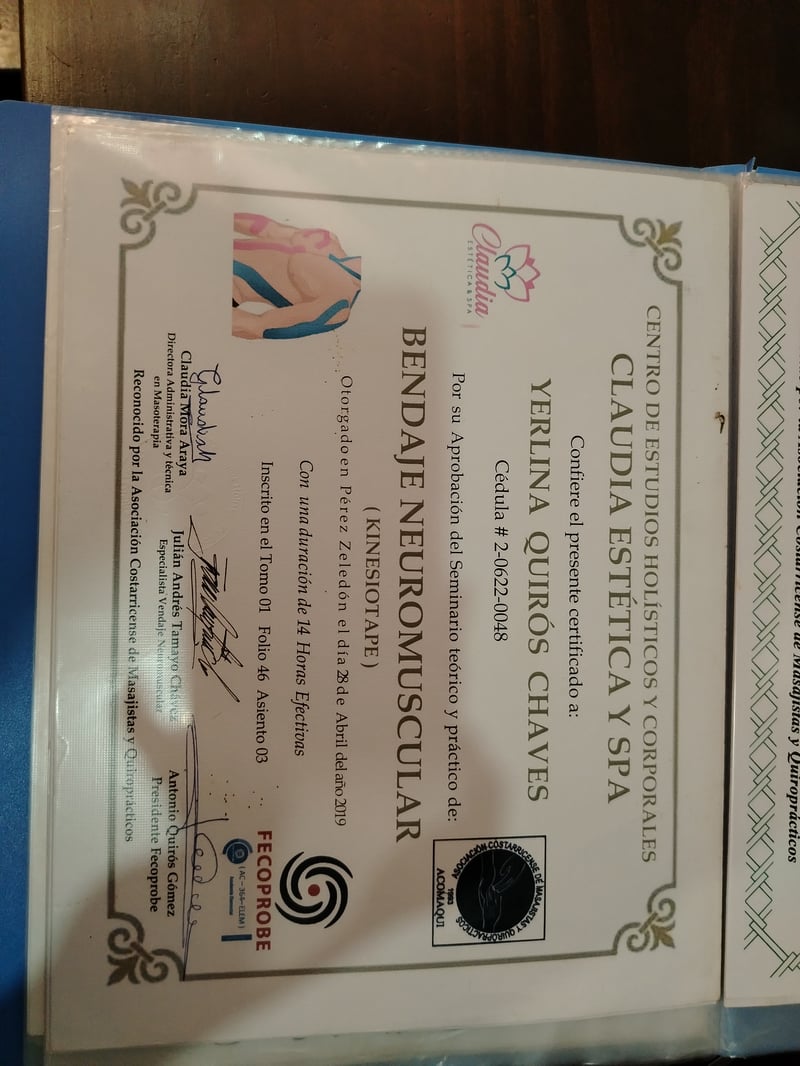 CENTRO DE ESTUDIOS HOLÍSTICOS Y CORPORALES
CLAUDIA ESTÉTICA Y SPA
Claudia
ESTÉTICA & SPA
Confiere el presente certificado a:
YERLINA QUIRÓS CHAVES
Cédula # 2-0622-0048
Por su Aprobación del Seminario teórico y práctico de:
ASOCIACIÓN COSTARRICENSE DE MASAJISTAS Y QUIROPRÁCTICOS
1993
ACOMAQUI
BENDAJE NEUROMUSCULAR
(KINESIOTAPE)
Otorgado en Pérez Zeledón el día 28 de Abril del año 2019
Con una duración de 14 Horas Efectivas
Inscrito en el Tomo 01 Folio 46 Asiento 03
FECOPROBE
(AC-364-ELEM)
Claudia Mora Araya
Directora Administrativa y técnica
en Masoterapia
Julián Andrés Tamayo Chávez
Especialista Vendaje Neuromuscular
Antonio Quirós Gómez
Presidente Fecoprobe
Reconocido por la Asociación Costarricense de Masajistas y Quiroprácticos
Asociación Costarricense de Masajistas y Quiroprácticos